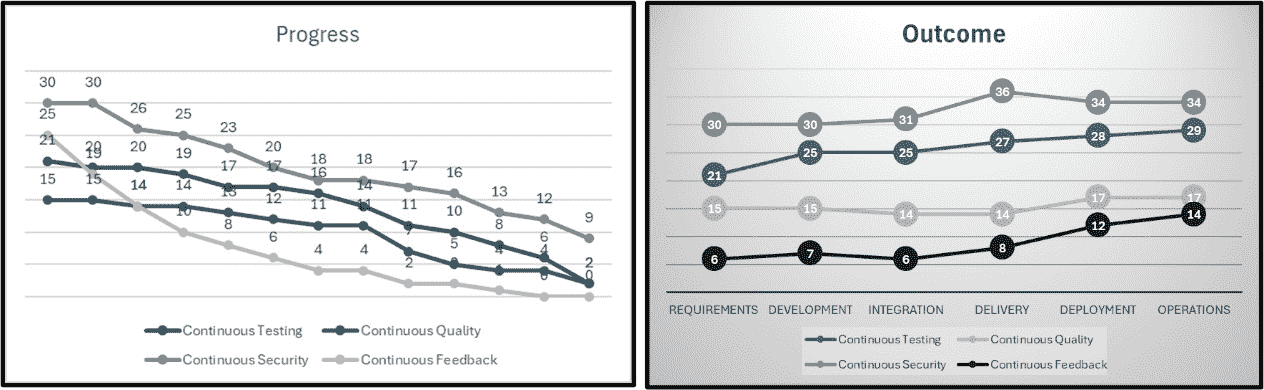 Progress
30 30 26 25 23 20 18 18 17 16 13 12 9
25 19 14 10 8 6 4 4 2
21 20 20 19 17 17 16 14 11 10 8 6 2
15 15 14 14 13 12 11 11 7 5 4 4 2
0 0
Continuous Testing Continuous Quality
Continuous Security Continuous Feedback
Outcome
30 30 31 36 34 34
21 25 25 27 28 29
15 15 14 14 17 17
6 7 6 8 12 14
REQUIREMENTS DEVELOPMENT INTEGRATION DELIVERY DEPLOYMENT OPERATIONS
Continuous Testing Continuous Quality
Continuous Security Continuous Feedback